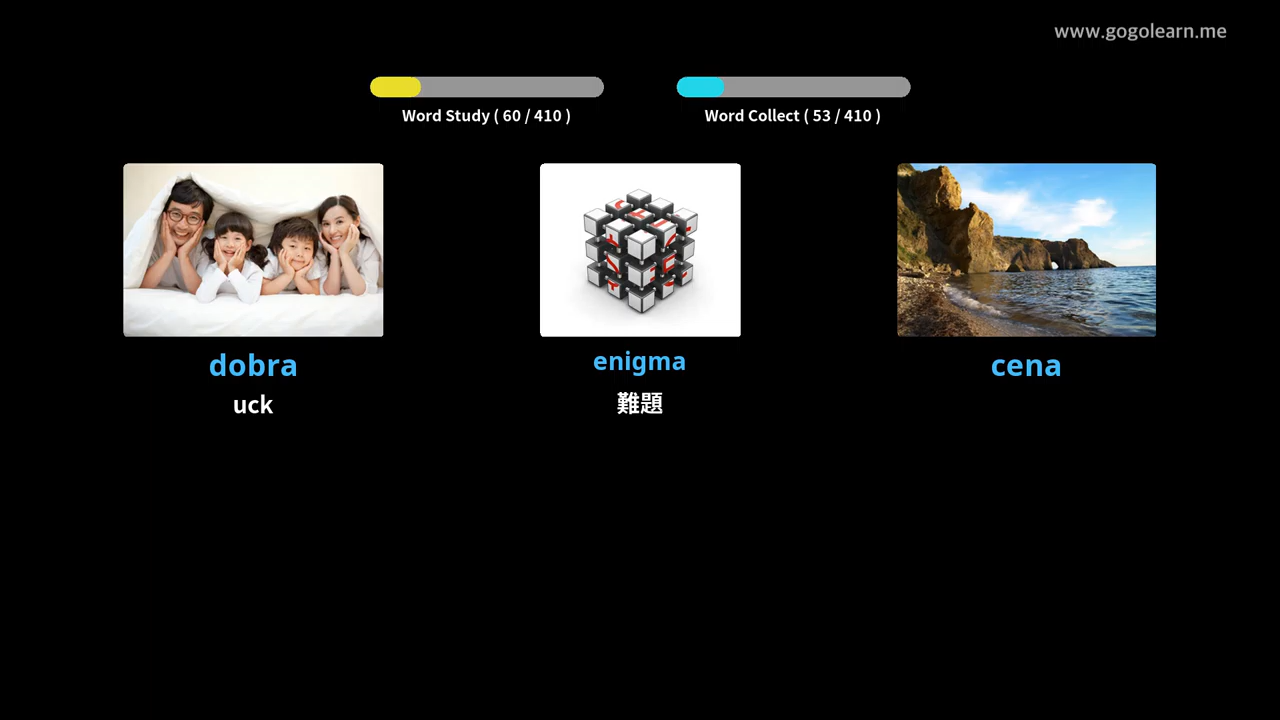 www.gogolearn.me
Word Study ( 60 / 410 )
Word Collect ( 53 / 410 )
dobra
uck
enigma
難題
cena